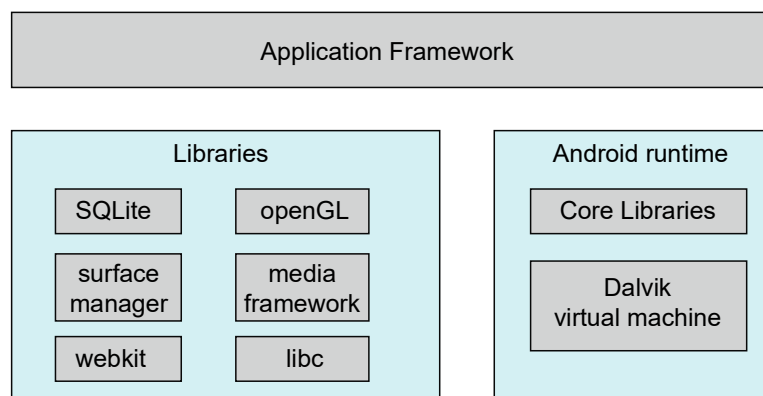 Application Framework
Libraries
SQLite
openGL
surface
manager
media
framework
webkit
libc
Android runtime
Core Libraries
Dalvik
virtual machine